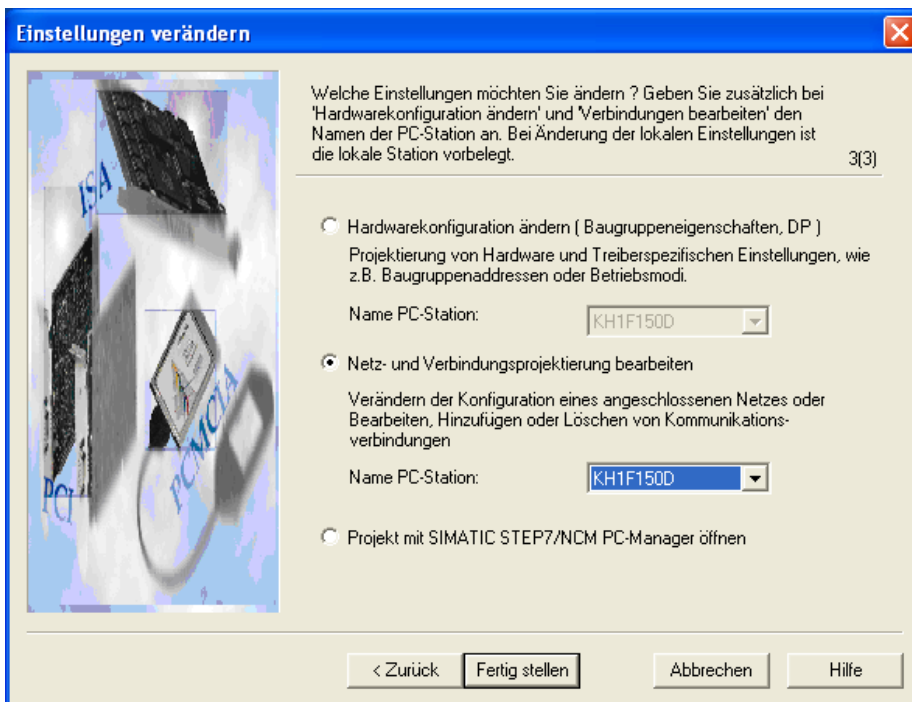 Einstellungen verändern
Welche Einstellungen möchten Sie ändern ? Geben Sie zusätzlich bei
'Hardwarekonfiguration ändern' und 'Verbindungen bearbeiten' den
Namen der PC-Station an. Bei Änderung der lokalen Einstellungen ist
die lokale Station vorbelegt.
3(3)
ISA
PCI
PCMCIA
Hardwarekonfiguration ändern ( Baugruppeneigenschaften, DP )
Projektierung von Hardware und Treiberspezifischen Einstellungen, wie
z.B. Baugruppenaddressen oder Betriebsmodi.
Name PC-Station:
KH1F150D
Netz- und Verbindungsprojektierung bearbeiten
Verändern der Konfiguration eines angeschlossenen Netzes oder
Bearbeiten, Hinzufügen oder Löschen von Kommunikations-
verbindungen
Name PC-Station:
KH1F150D
Projekt mit SIMATIC STEP7/NCM PC-Manager öffnen
< Zurück
Fertig stellen
Abbrechen
Hilfe